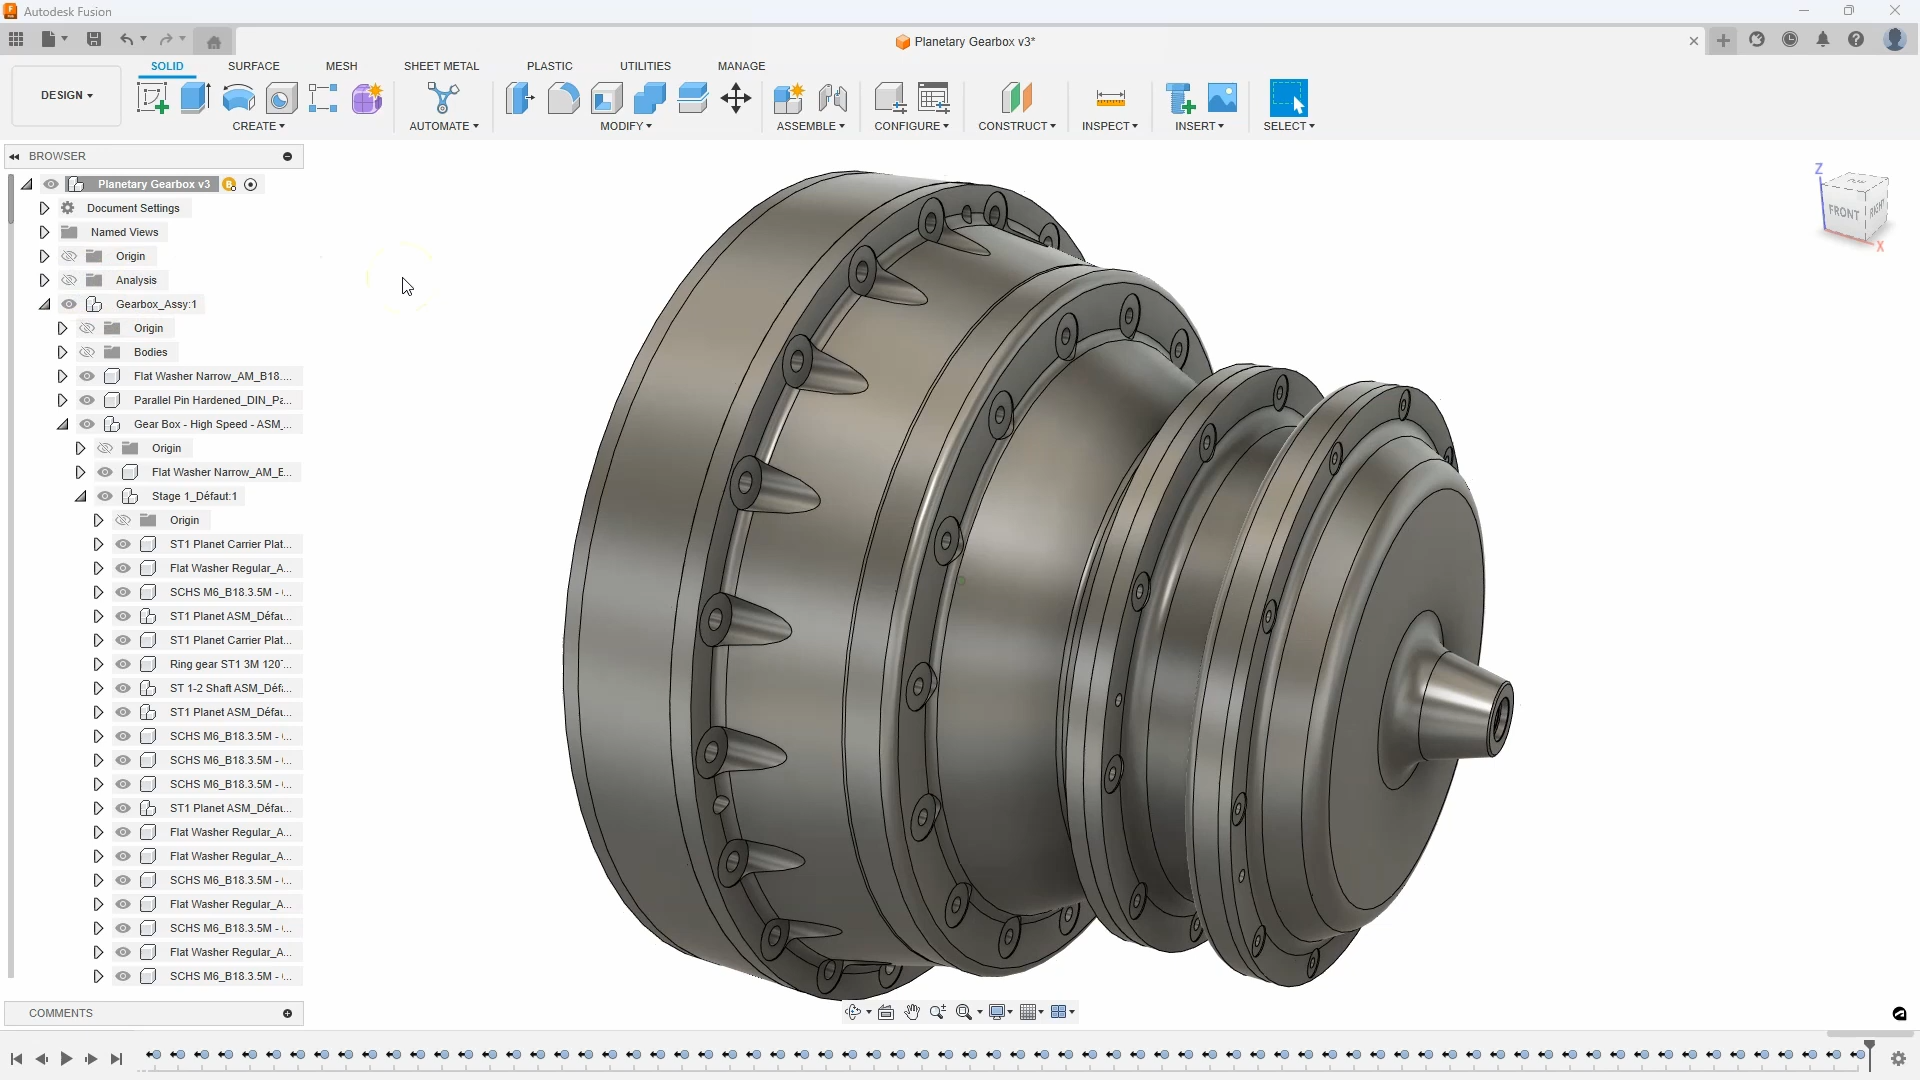 Autodesk Fusion
Planetary Gearbox v3*
DESIGN
SOLID SURFACE MESH SHEET METAL PLASTIC UTILITIES MANAGE
CREATE AUTOMATE MODIFY ASSEMBLE CONFIGURE CONSTRUCT INSPECT INSERT SELECT
BROWSER
Planetary Gearbox v3
Document Settings
Named Views
Origin
Analysis
Gearbox_Assy:1
Origin
Bodies
Flat Washer Narrow_AM_B18....
Parallel Pin Hardened_DIN_Pa...
Gear Box - High Speed - ASM_...
Origin
Flat Washer Narrow_AM_E...
Stage 1_Défaut:1
Origin
ST1 Planet Carrier Plat...
Flat Washer Regular_A...
SCHS M6_B18.3.5M - (...
ST1 Planet ASM_Défau...
ST1 Planet Carrier Plat...
Ring gear ST1 3M 120T...
ST 1-2 Shaft ASM_Défa...
ST1 Planet ASM_Défau...
SCHS M6_B18.3.5M - (...
SCHS M6_B18.3.5M - (...
SCHS M6_B18.3.5M - (...
ST1 Planet ASM_Défau...
Flat Washer Regular_A...
Flat Washer Regular_A...
SCHS M6_B18.3.5M - (...
Flat Washer Regular_A...
SCHS M6_B18.3.5M - (...
Flat Washer Regular_A...
SCHS M6_B18.3.5M - (...
COMMENTS
Z
FRONT
RIGHT
X